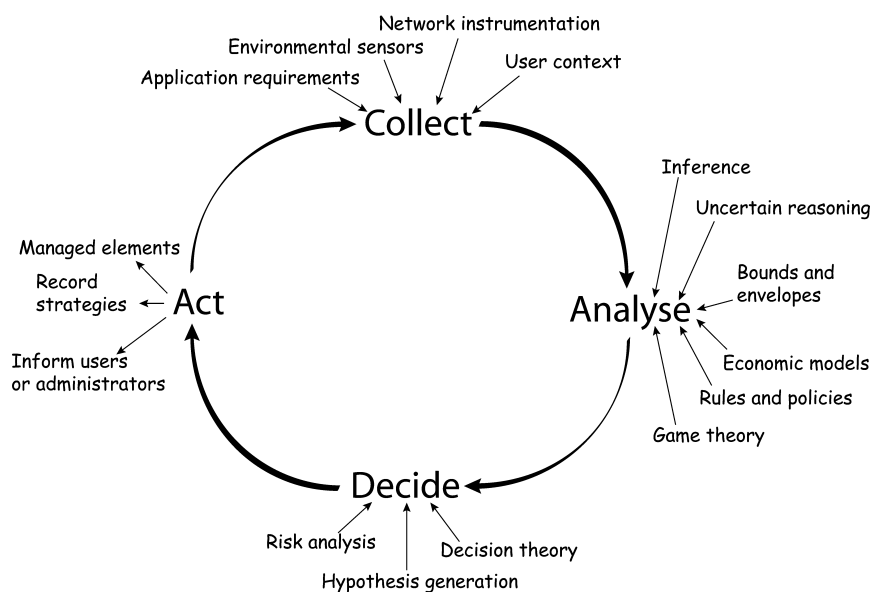 Network instrumentation
Environmental sensors
User context
Application requirements
Collect
Inference
Uncertain reasoning
Bounds and
envelopes
Analyse
Economic models
Rules and policies
Game theory
Decide
Risk analysis
Decision theory
Hypothesis generation
Managed elements
Record
strategies
Act
Inform users
or administrators